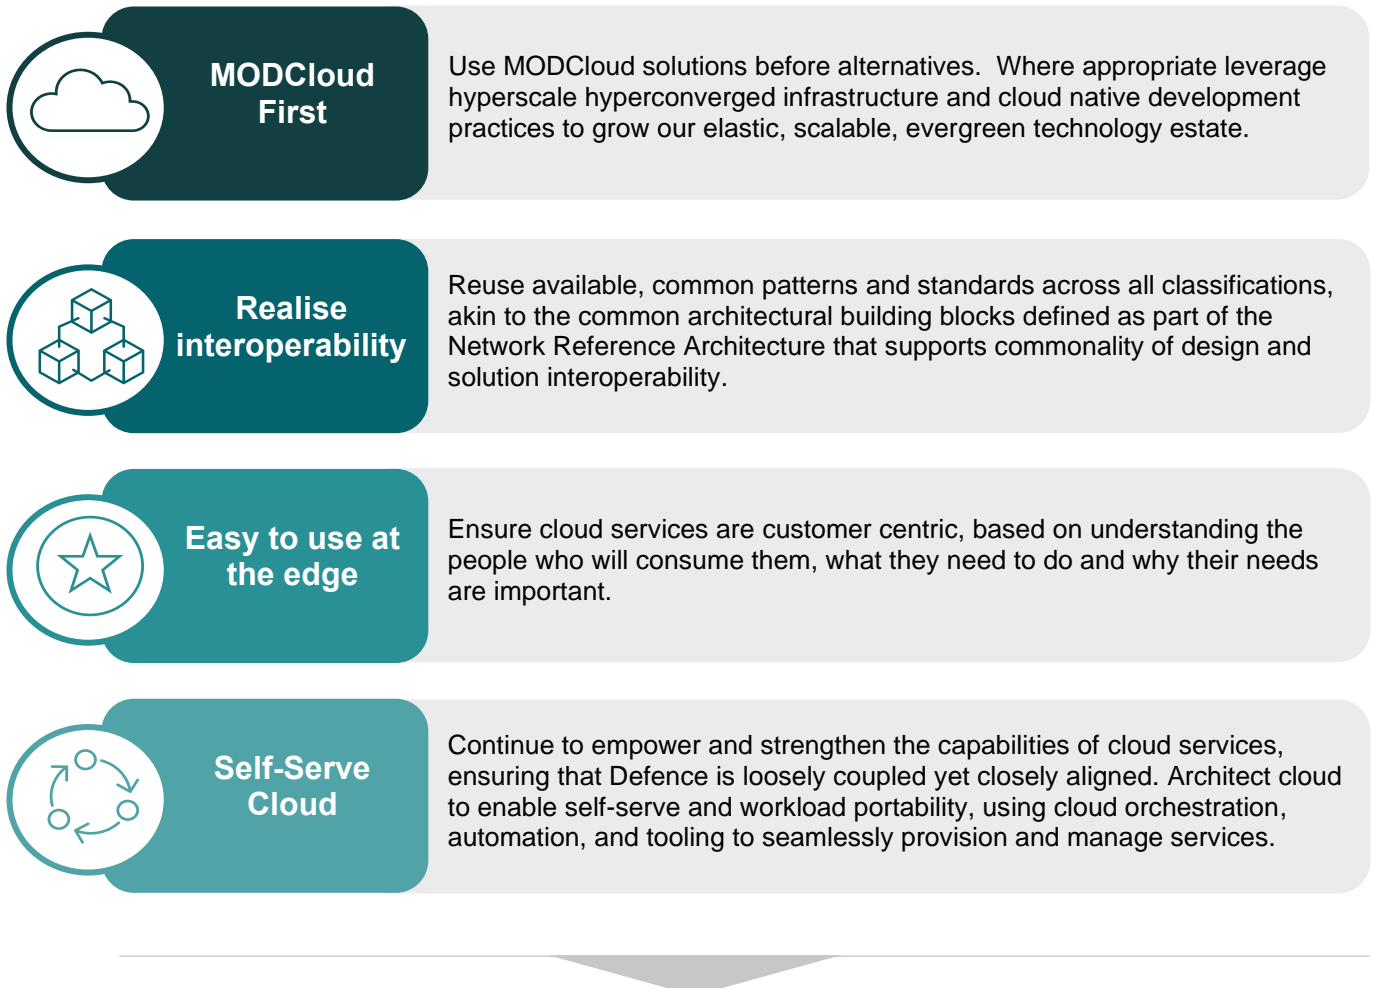 MODCloud
First
Use MODCloud solutions before alternatives.  Where appropriate leverage
hyperscale hyperconverged infrastructure and cloud native development
practices to grow our elastic, scalable, evergreen technology estate.
Realise
interoperability
Reuse available, common patterns and standards across all classifications,
akin to the common architectural building blocks defined as part of the
Network Reference Architecture that supports commonality of design and
solution interoperability.
Easy to use at
the edge
Ensure cloud services are customer centric, based on understanding the
people who will consume them, what they need to do and why their needs
are important.
Self-Serve
Cloud
Continue to empower and strengthen the capabilities of cloud services,
ensuring that Defence is loosely coupled yet closely aligned. Architect cloud
to enable self-serve and workload portability, using cloud orchestration,
automation, and tooling to seamlessly provision and manage services.